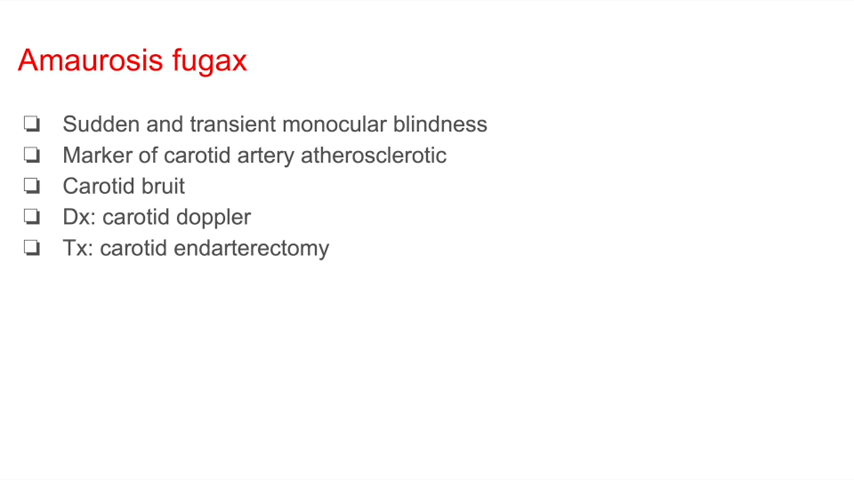 Amaurosis fugax
❏ Sudden and transient monocular blindness
❏ Marker of carotid artery atherosclerotic
❏ Carotid bruit
❏ Dx: carotid doppler
❏ Tx: carotid endarterectomy